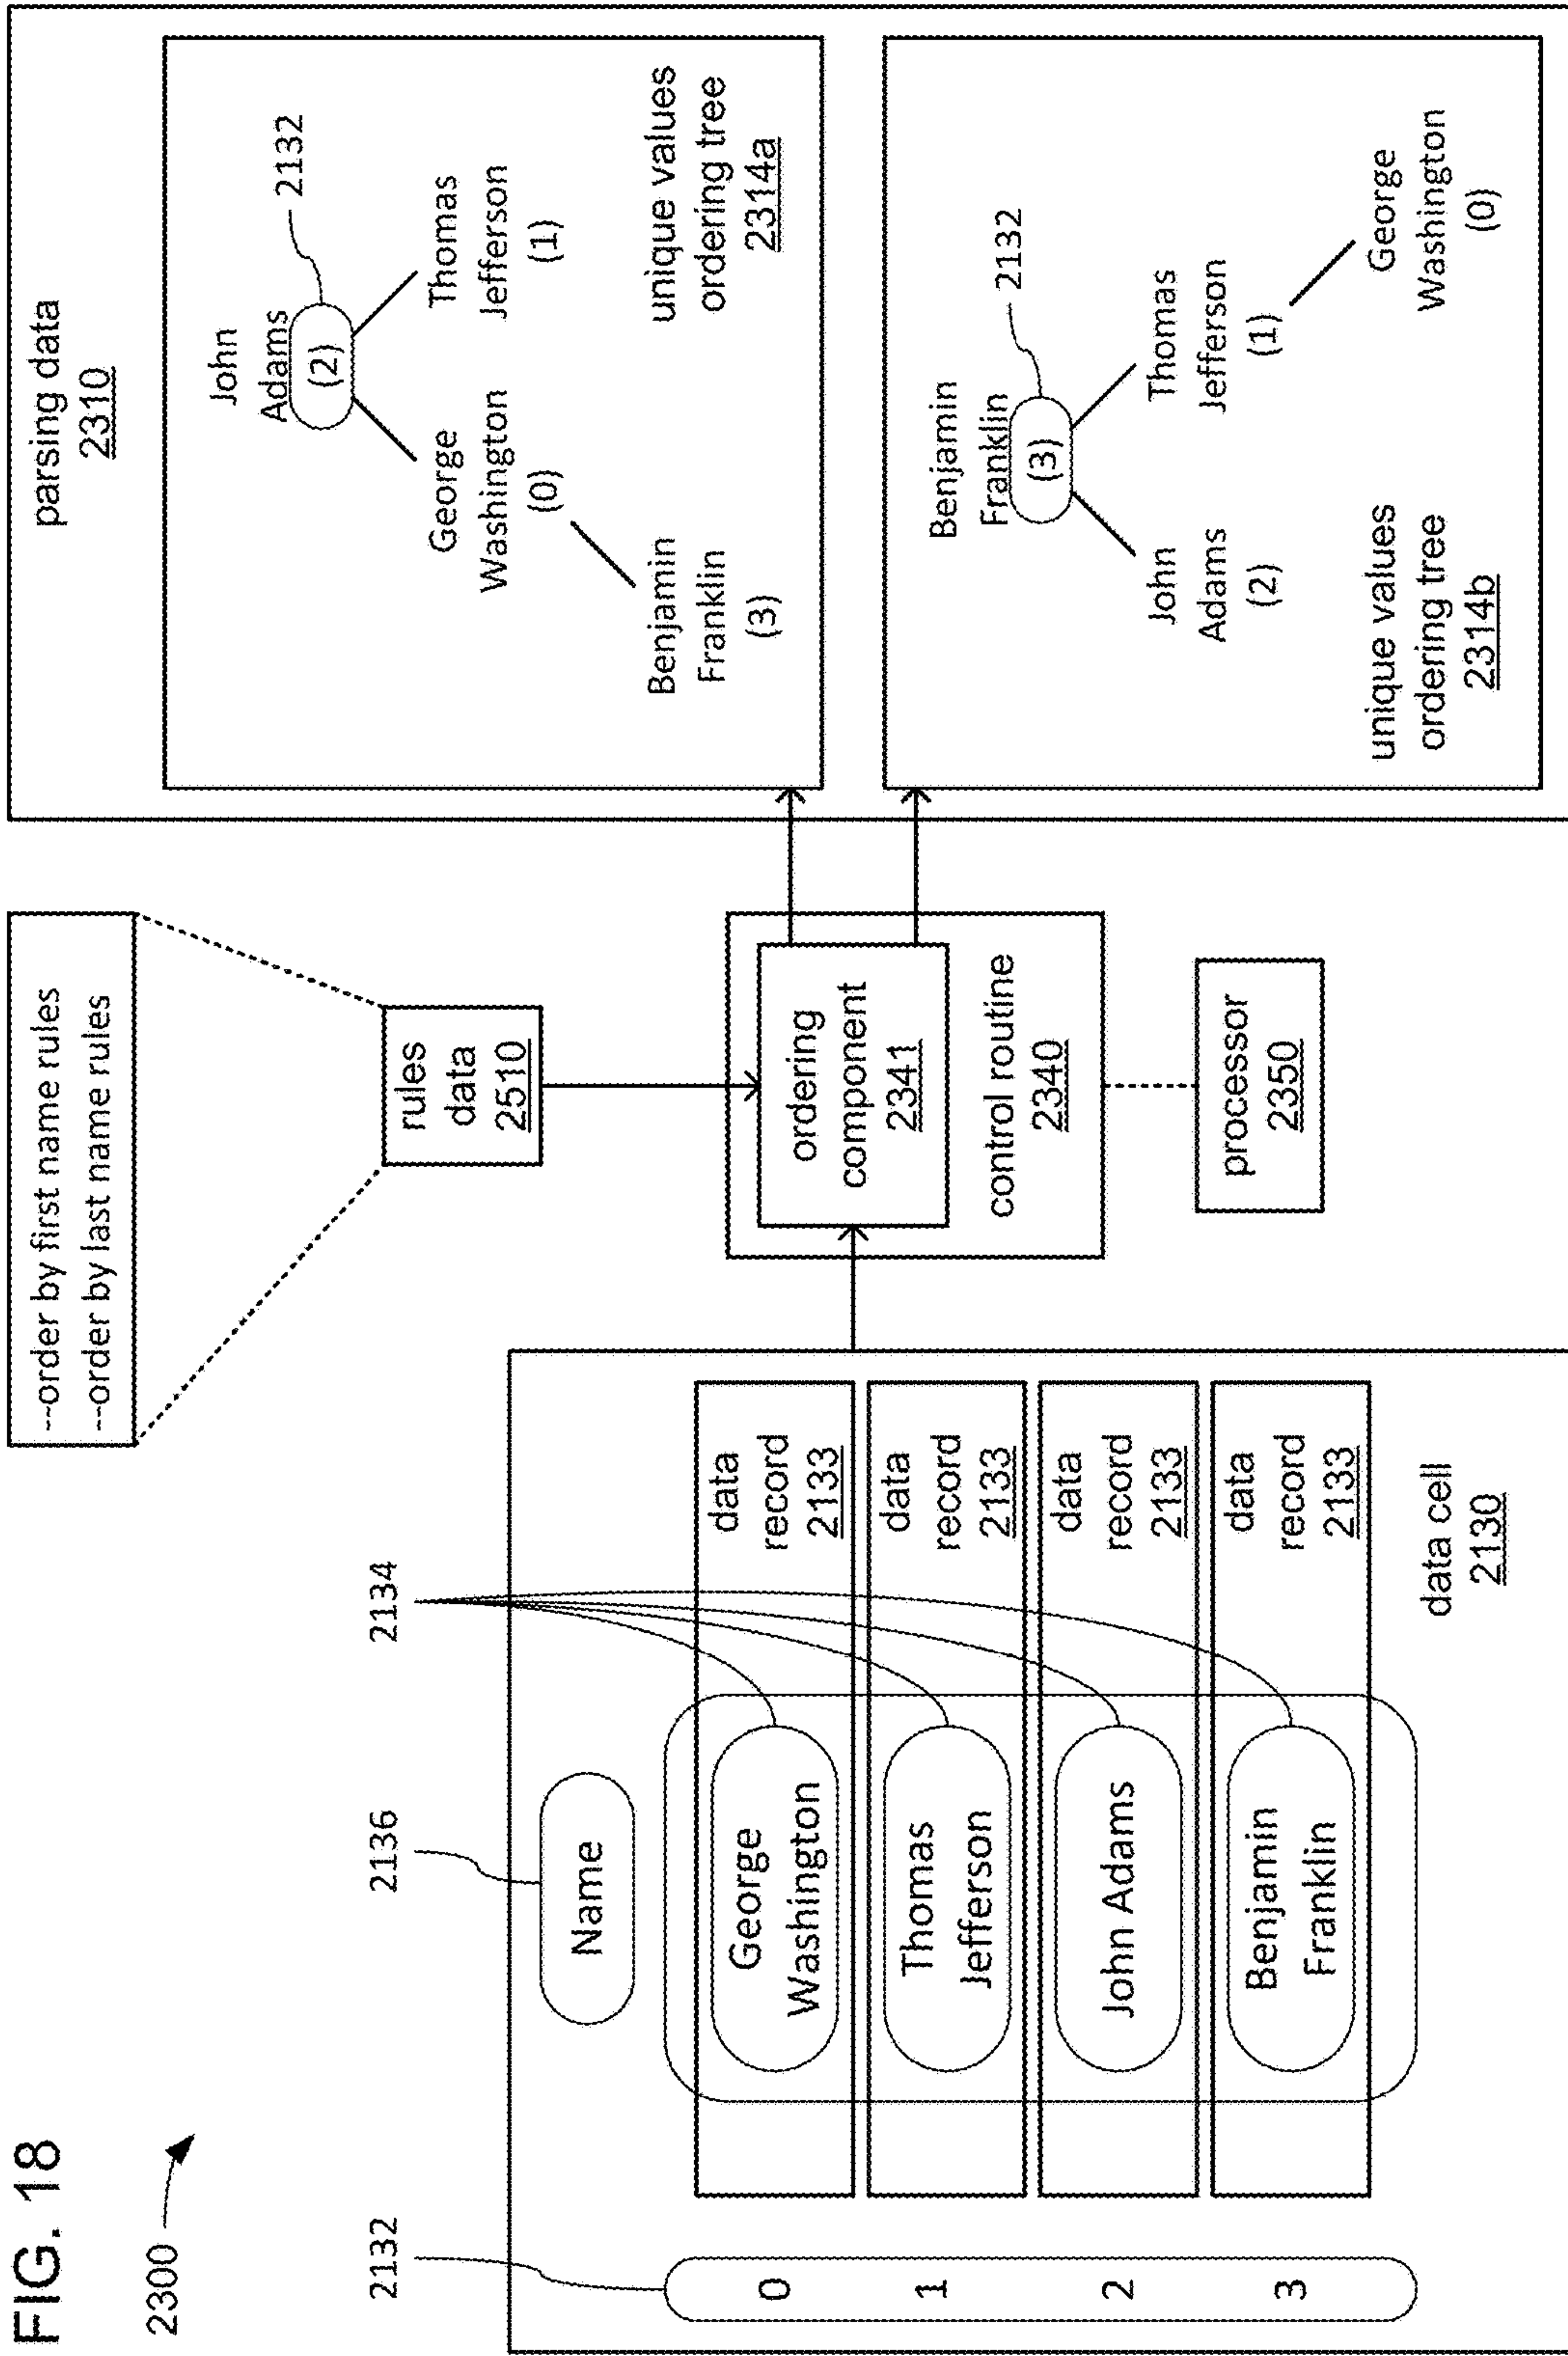 FIG. 18
2300
--order by first name rules
--order by last name rules
2132
2136
2134
Name
0
George
Washington
data
record
2133
1
Thomas
Jefferson
data
record
2133
2
John Adams
data
record
2133
3
Benjamin
Franklin
data
record
2133
data cell
2130
rules
data
2510
ordering
component
2341
control routine
2340
processor
2350
parsing data
2310
John
Adams
(2)
2132
George
Washington
(0)
Thomas
Jefferson
(1)
Benjamin
Franklin
(3)
unique values
ordering tree
2314a
Benjamin
Franklin
(3)
2132
John
Adams
(2)
Thomas
Jefferson
(1)
George
Washington
(0)
unique values
ordering tree
2314b